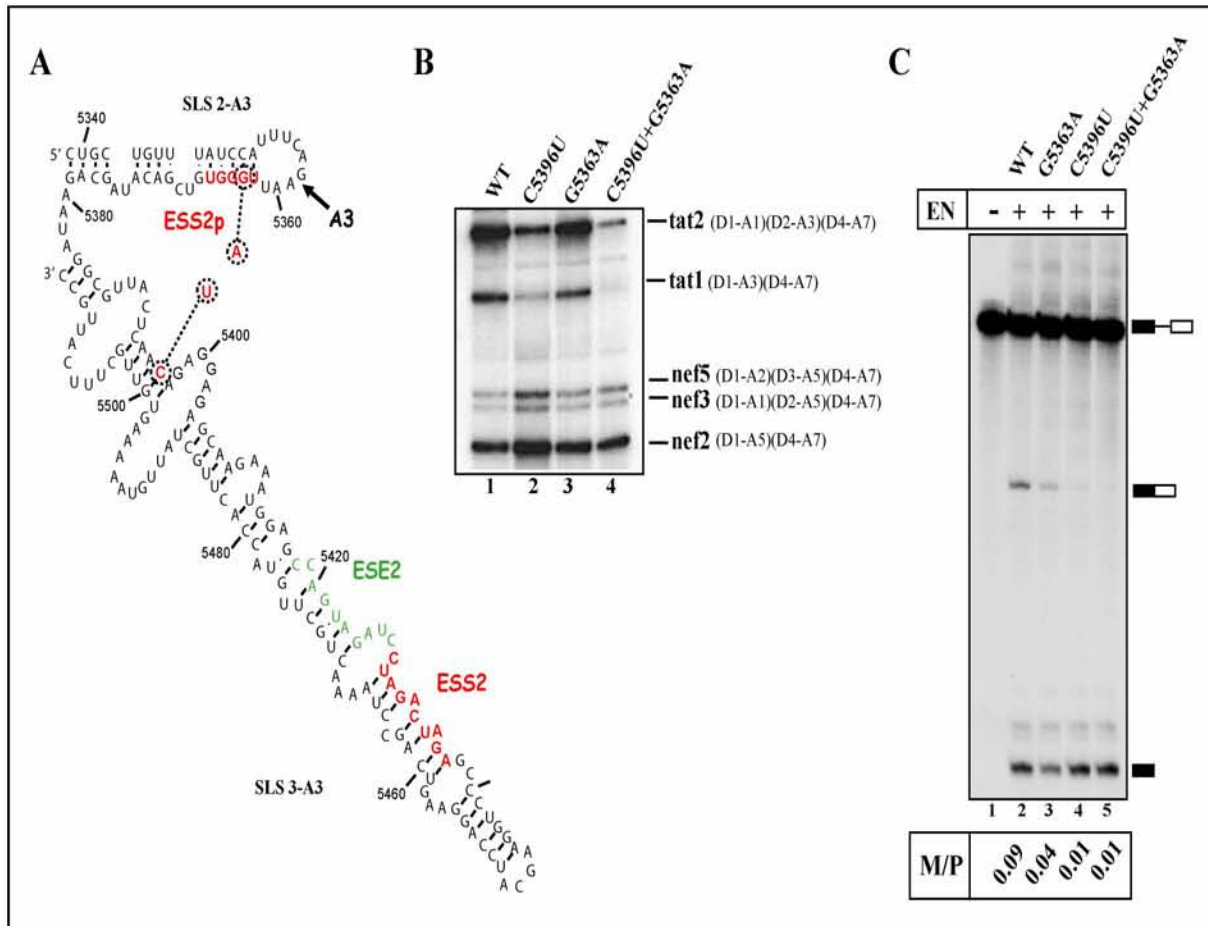 A
SLS 2-A3
5340
5'
CUGC UGUU UAUCCAUUUCAG
5360
A3
ESS2p
5380
3'
A
U
C
5400
5500
5480
5420
ESE2
ESS2
5460
SLS 3-A3
B
WT
C5396U
G5363A
C5396U+G5363A
tat2 (D1-A1)(D2-A3)(D4-A7)
tat1 (D1-A3)(D4-A7)
nef5 (D1-A2)(D3-A5)(D4-A7)
nef3 (D1-A1)(D2-A5)(D4-A7)
nef2 (D1-A5)(D4-A7)
1 2 3 4
C
WT
G5363A
C5396U
C5396U+G5363A
EN - + + + +
1 2 3 4 5
M/P 0.09 0.04 0.01 0.01